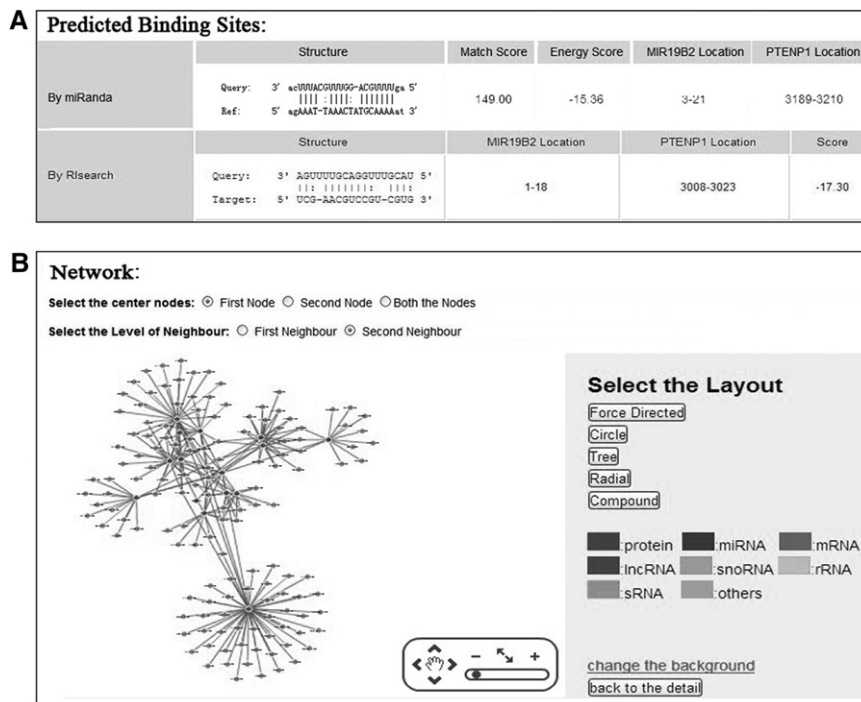 A
Predicted Binding Sites:
Structure Match Score Energy Score MIR19B2 Location PTENP1 Location
By miRanda
Query: 3' acUUUACGUUUGG-ACGUUUUga 5'
|||| :||||: |||||||
Ref: 5' agAAAT-TAAACTATGCAAAAat 3'
149.00 -15.36 3-21 3189-3210
Structure MIR19B2 Location PTENP1 Location Score
By RIsearch
Query: 3' AGUUUUGCAGGUUUGCAU 5'
||: |||||||: |||:
Target: 5' UCG-AACGUCCGU-CGUG 3'
1-18 3008-3023 -17.30
B
Network:
Select the center nodes: First Node Second Node Both the Nodes
Select the Level of Neighbour: First Neighbour Second Neighbour
Select the Layout
Force Directed
Circle
Tree
Radial
Compound
:protein :miRNA :mRNA
:lncRNA :snoRNA :rRNA
:sRNA :others
change the background
back to the detail